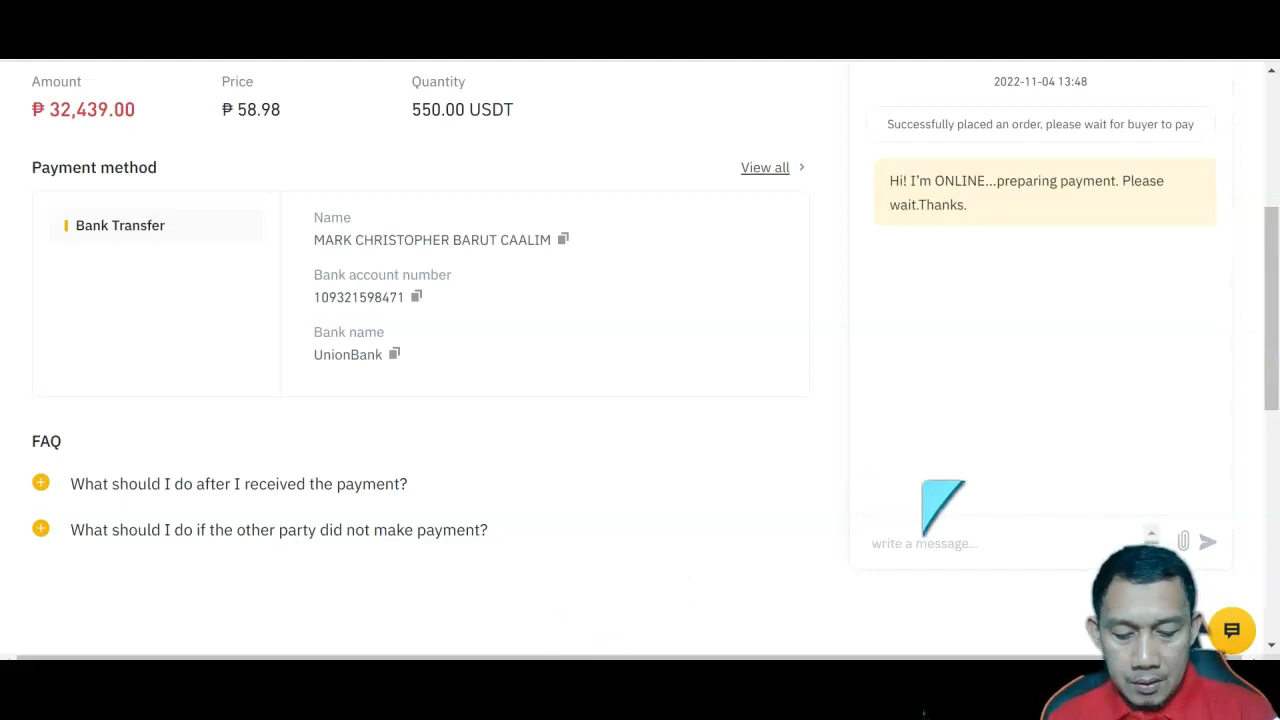 Amount
Price
Quantity
₱ 32,439.00
₱ 58.98
550.00 USDT
Payment method
View all
Bank Transfer
Name
MARK CHRISTOPHER BARUT CAALIM
Bank account number
109321598471
Bank name
UnionBank
FAQ
What should I do after I received the payment?
What should I do if the other party did not make payment?
2022-11-04 13:48
Successfully placed an order, please wait for buyer to pay
Hi! I’m ONLINE...preparing payment. Please
wait.Thanks.
write a message...